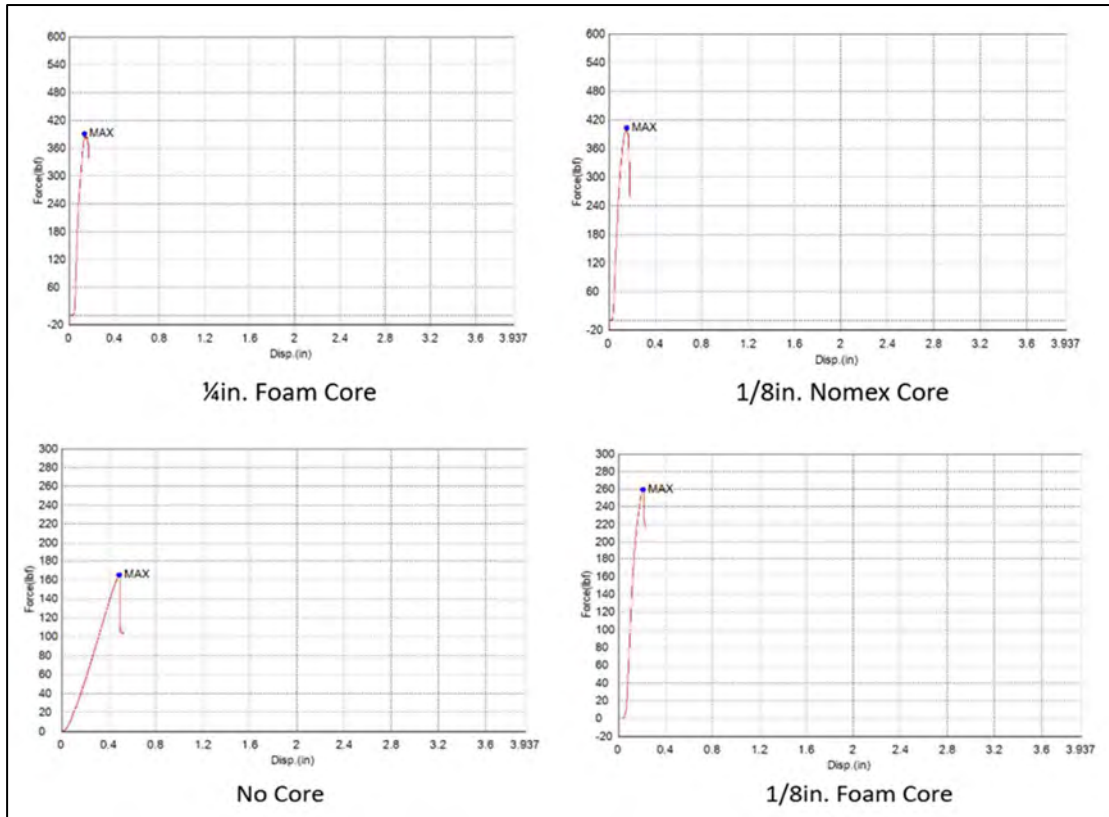 600
540
480
420
360
300
240
180
120
60
-20
Force(lbf)
MAX
0 0.4 0.8 1.2 1.6 2 2.4 2.8 3.2 3.6 3.937
Disp.(in)
¼in. Foam Core
600
540
480
420
360
300
240
180
120
60
-20
Force(lbf)
MAX
0 0.4 0.8 1.2 1.6 2 2.4 2.8 3.2 3.6 3.937
Disp.(in)
1/8in. Nomex Core
300
280
260
240
220
200
180
160
140
120
100
80
60
40
20
0
Force(lbf)
MAX
0 0.4 0.8 1.2 1.6 2 2.4 2.8 3.2 3.6 3.937
Disp.(in)
No Core
300
280
260
240
220
200
180
160
140
120
100
80
60
40
20
0
-20
Force(lbf)
MAX
0 0.4 0.8 1.2 1.6 2 2.4 2.8 3.2 3.6 3.937
Disp.(in)
1/8in. Foam Core